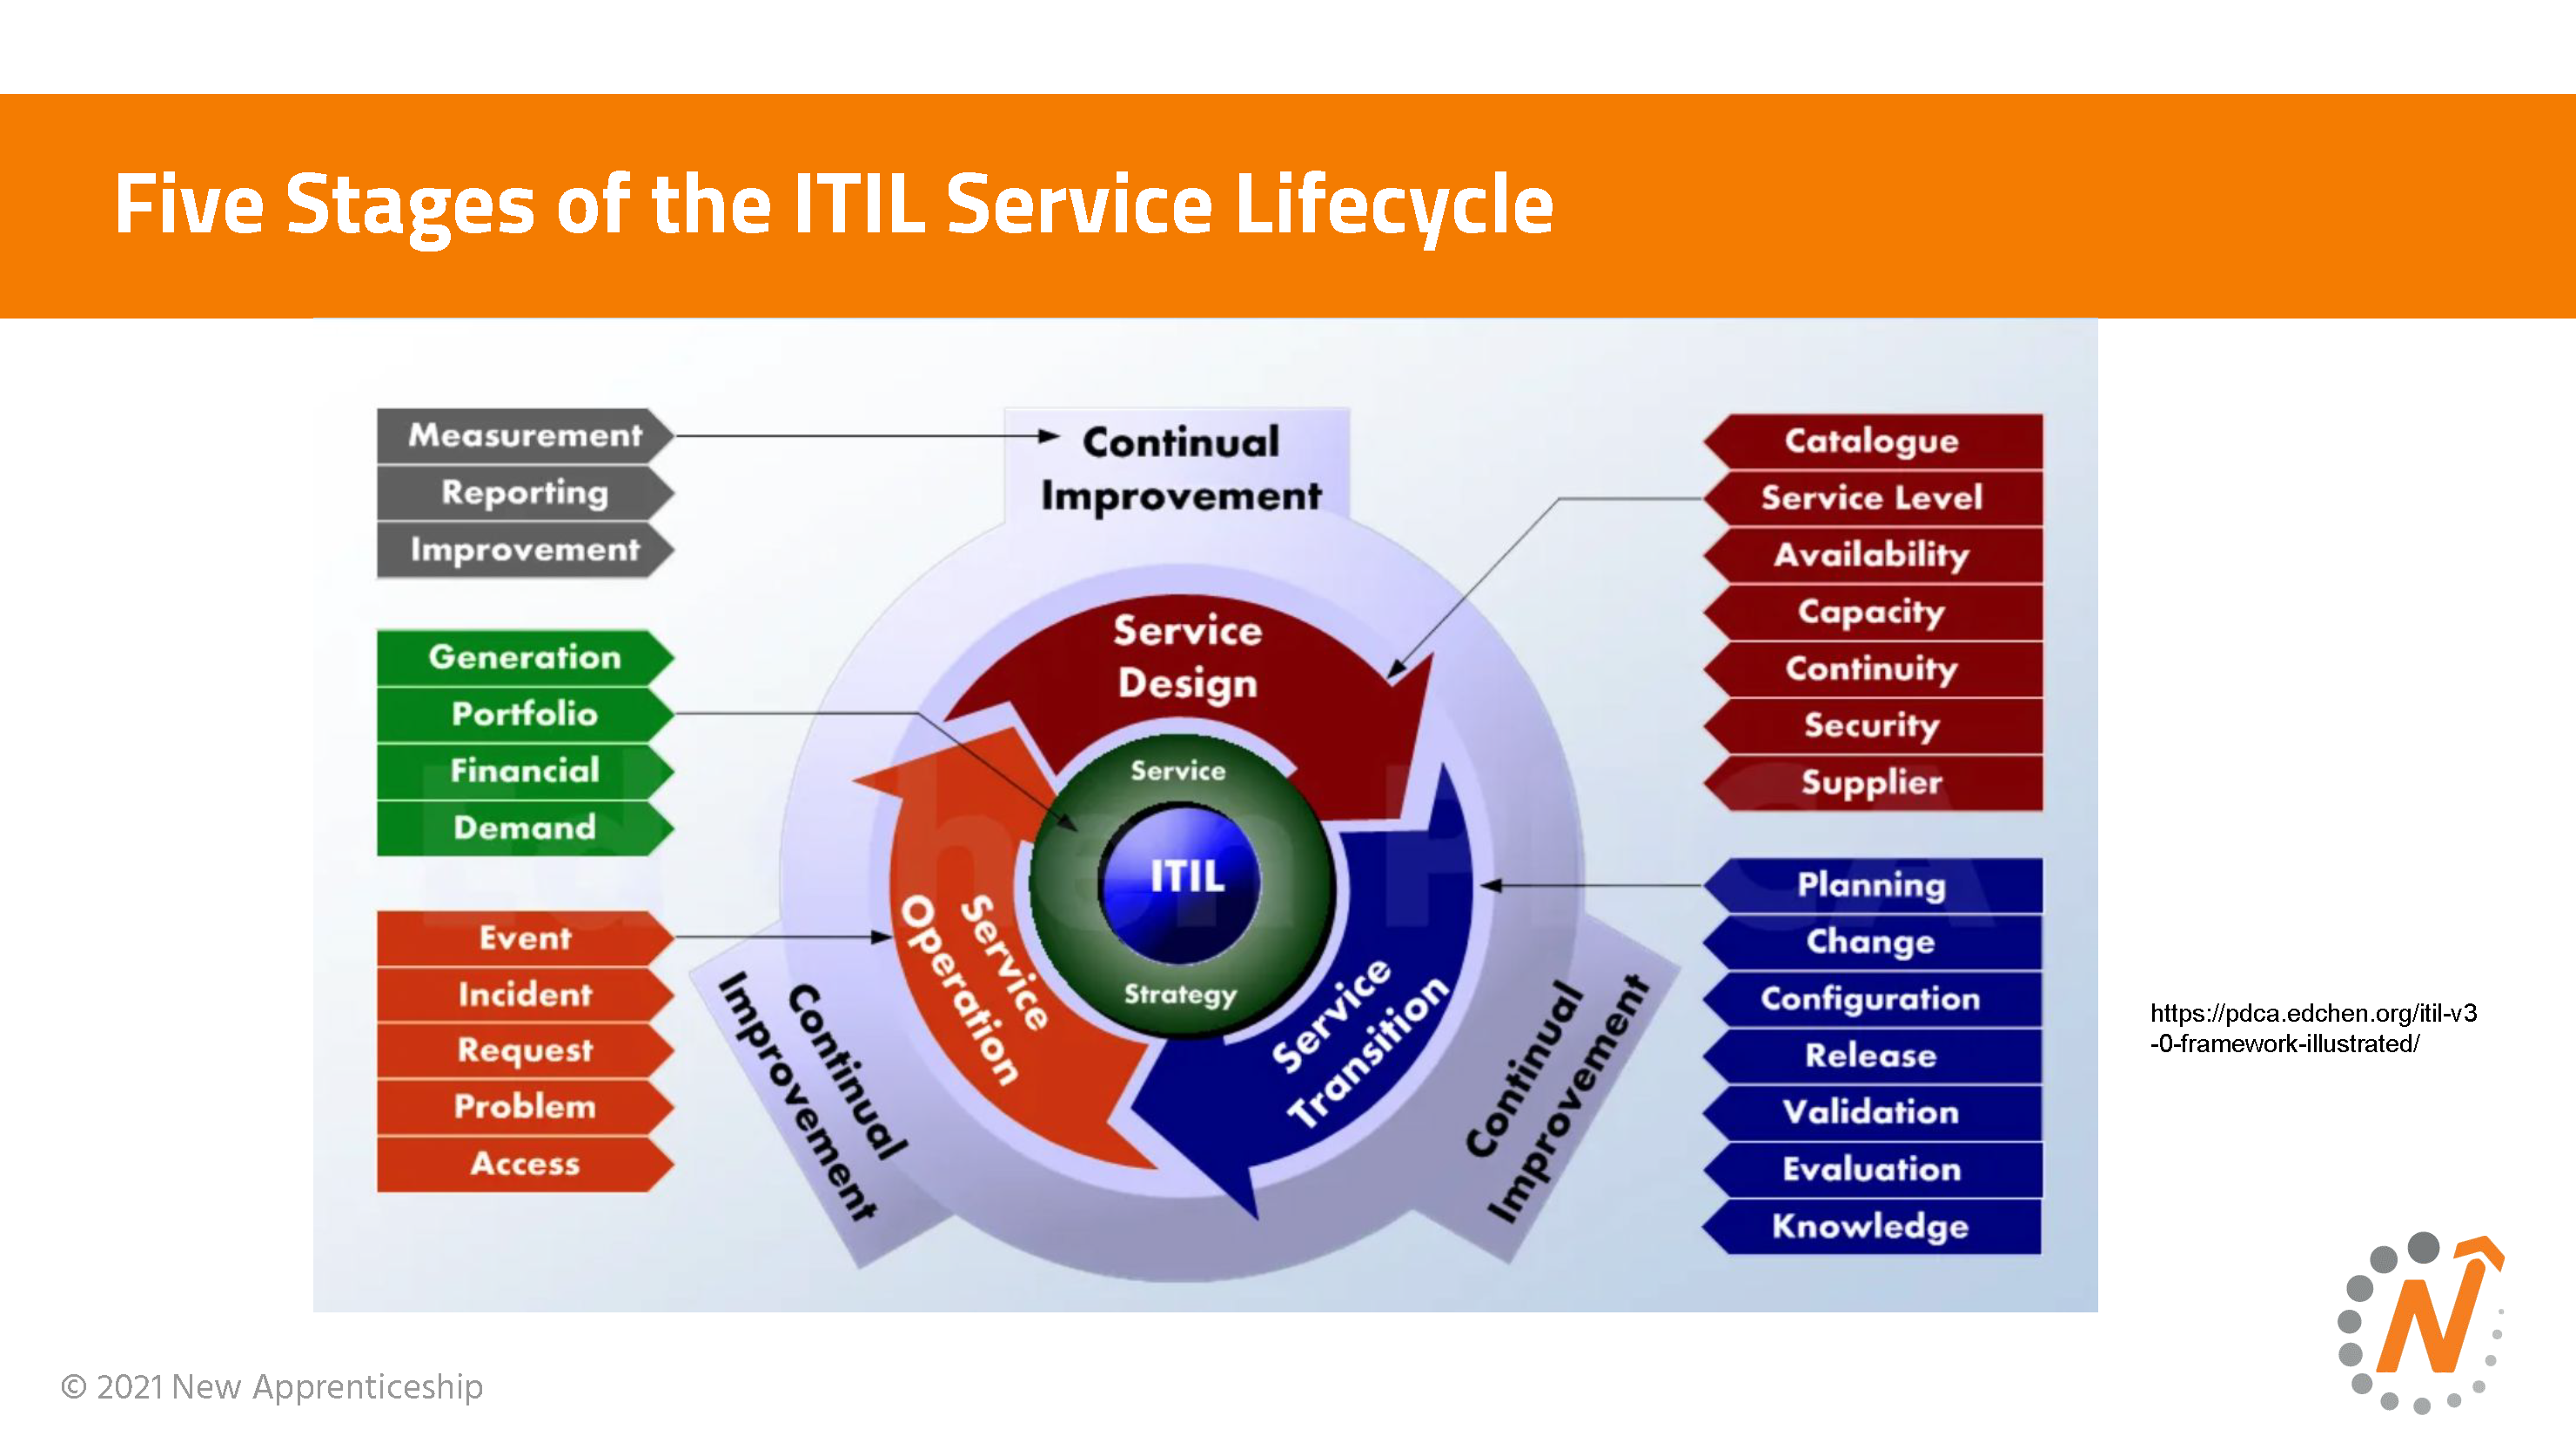 Five Stages of the ITIL Service Lifecycle
Measurement
Reporting
Improvement
Generation
Portfolio
Financial
Demand
Event
Incident
Request
Problem
Access
Continual
Improvement
Service
Design
Service
ITIL
Strategy
Service
Operation
Service
Transition
Continual
Improvement
Continual
Improvement
Catalogue
Service Level
Availability
Capacity
Continuity
Security
Supplier
Planning
Change
Configuration
Release
Validation
Evaluation
Knowledge
https://pdca.edchen.org/itil-v3
-0-framework-illustrated/
© 2021 New Apprenticeship
N